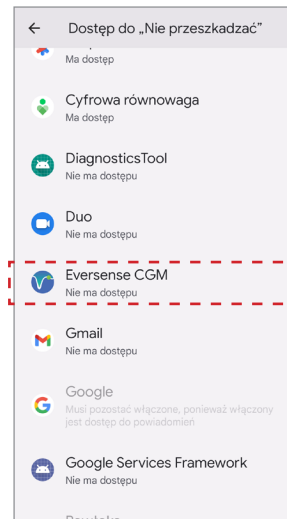 Dostęp do „Nie przeszkadzać”
Ma dostęp
Cyfrowa równowaga
Ma dostęp
DiagnosticsTool
Nie ma dostępu
Duo
Nie ma dostępu
Eversense CGM
Nie ma dostępu
Gmail
Nie ma dostępu
Google
Musi pozostać włączone, ponieważ włączony
jest dostęp do powiadomień
Google Services Framework
Nie ma dostępu